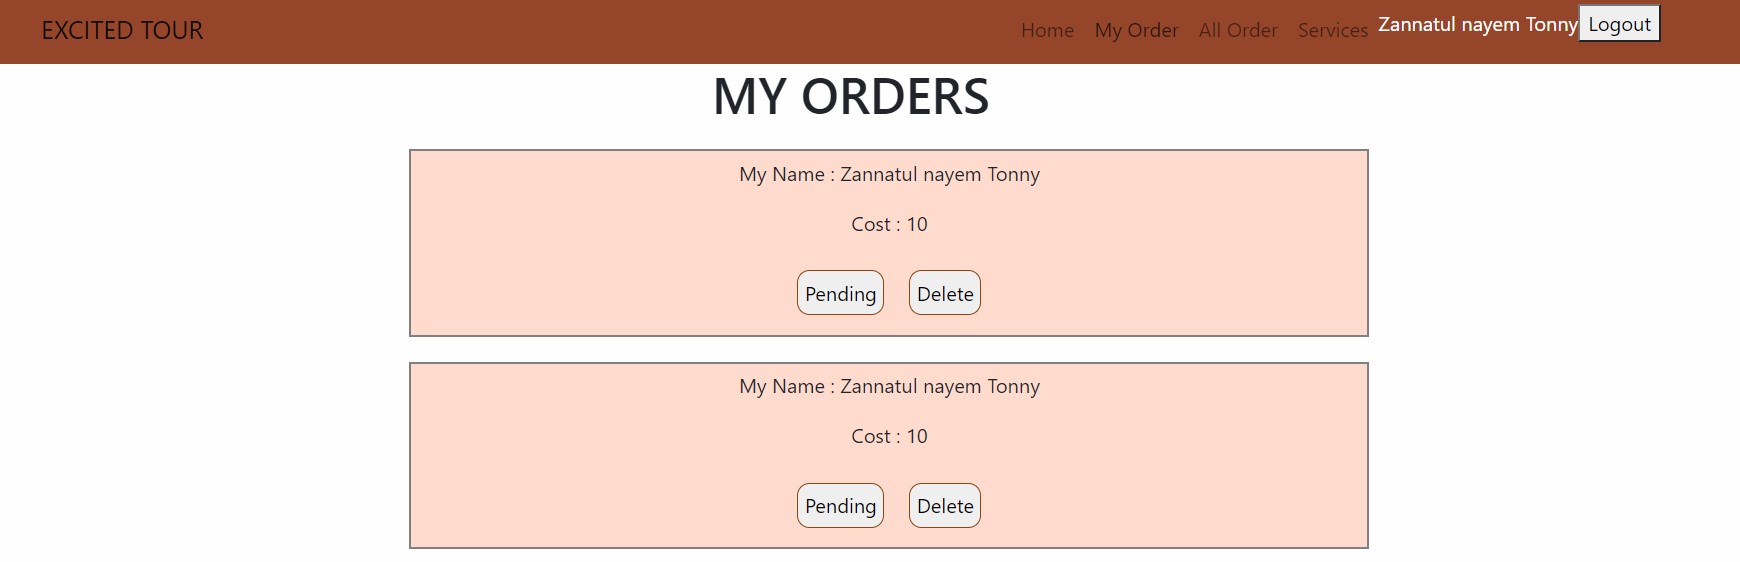 EXCITED TOUR Home My Order All Order Services Zannatul nayem Tonny Logout
MY ORDERS
My Name : Zannatul nayem Tonny
Cost : 10
Pending Delete
My Name : Zannatul nayem Tonny
Cost : 10
Pending Delete